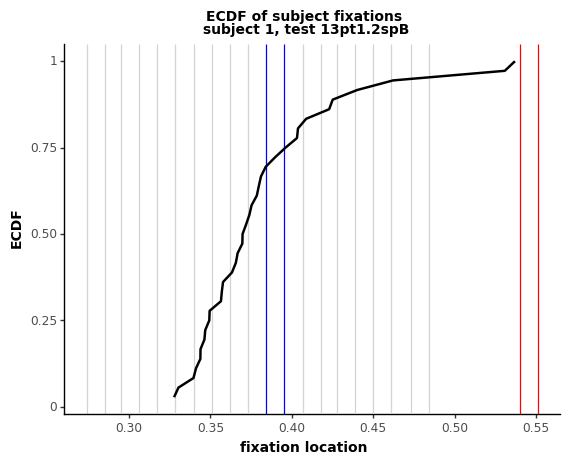 ECDF of subject fixations
subject 1, test 13pt1.2spB
1
0.75
0.50
0.25
0
ECDF
0.30 0.35 0.40 0.45 0.50 0.55
fixation location